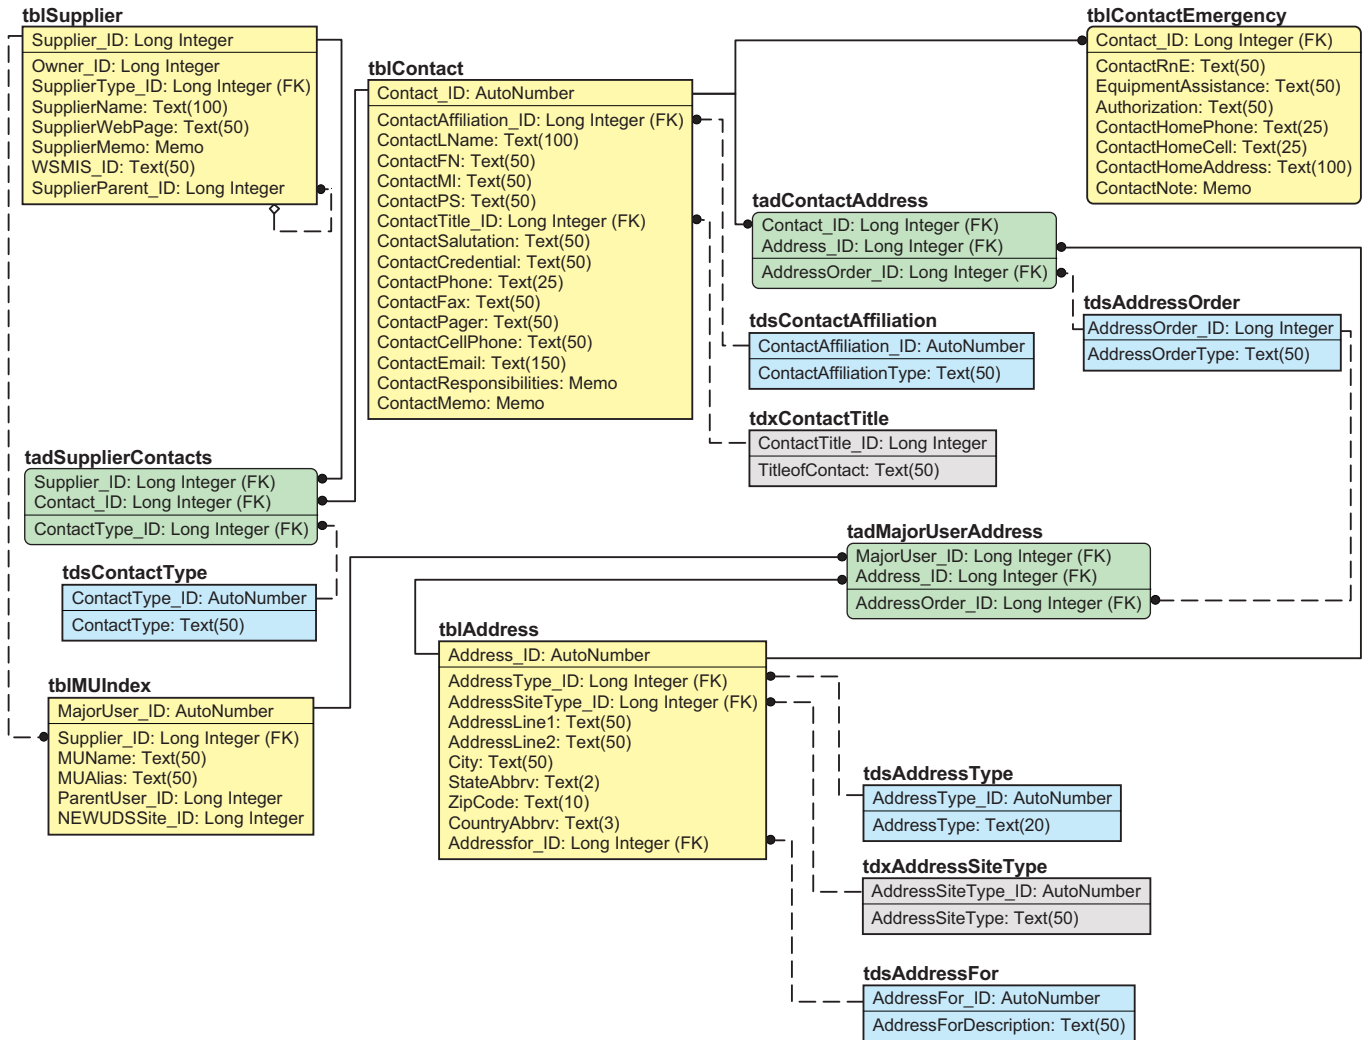 tblSupplier
Supplier_ID: Long Integer
Owner_ID: Long Integer
SupplierType_ID: Long Integer (FK)
SupplierName: Text(100)
SupplierWebPage: Text(50)
SupplierMemo: Memo
WSMIS_ID: Text(50)
SupplierParent_ID: Long Integer
tblContact
Contact_ID: AutoNumber
ContactAffiliation_ID: Long Integer (FK)
ContactLName: Text(100)
ContactFN: Text(50)
ContactMI: Text(50)
ContactPS: Text(50)
ContactTitle_ID: Long Integer (FK)
ContactSalutation: Text(50)
ContactCredential: Text(50)
ContactPhone: Text(25)
ContactFax: Text(50)
ContactPager: Text(50)
ContactCellPhone: Text(50)
ContactEmail: Text(150)
ContactResponsibilities: Memo
ContactMemo: Memo
tblContactEmergency
Contact_ID: Long Integer (FK)
ContactRnE: Text(50)
EquipmentAssistance: Text(50)
Authorization: Text(50)
ContactHomePhone: Text(25)
ContactHomeCell: Text(25)
ContactHomeAddress: Text(100)
ContactNote: Memo
tadContactAddress
Contact_ID: Long Integer (FK)
Address_ID: Long Integer (FK)
AddressOrder_ID: Long Integer (FK)
tdsAddressOrder
AddressOrder_ID: Long Integer
AddressOrderType: Text(50)
tdsContactAffiliation
ContactAffiliation_ID: AutoNumber
ContactAffiliationType: Text(50)
tdxContactTitle
ContactTitle_ID: Long Integer
TitleofContact: Text(50)
tadSupplierContacts
Supplier_ID: Long Integer (FK)
Contact_ID: Long Integer (FK)
ContactType_ID: Long Integer (FK)
tdsContactType
ContactType_ID: AutoNumber
ContactType: Text(50)
tadMajorUserAddress
MajorUser_ID: Long Integer (FK)
Address_ID: Long Integer (FK)
AddressOrder_ID: Long Integer (FK)
tblAddress
Address_ID: AutoNumber
AddressType_ID: Long Integer (FK)
AddressSiteType_ID: Long Integer (FK)
AddressLine1: Text(50)
AddressLine2: Text(50)
City: Text(50)
StateAbbrv: Text(2)
ZipCode: Text(10)
CountryAbbrv: Text(3)
Addressfor_ID: Long Integer (FK)
tblMUIndex
MajorUser_ID: AutoNumber
Supplier_ID: Long Integer (FK)
MUName: Text(50)
MUAlias: Text(50)
ParentUser_ID: Long Integer
NEWUDSSite_ID: Long Integer
tdsAddressType
AddressType_ID: AutoNumber
AddressType: Text(20)
tdxAddressSiteType
AddressSiteType_ID: AutoNumber
AddressSiteType: Text(50)
tdsAddressFor
AddressFor_ID: AutoNumber
AddressForDescription: Text(50)